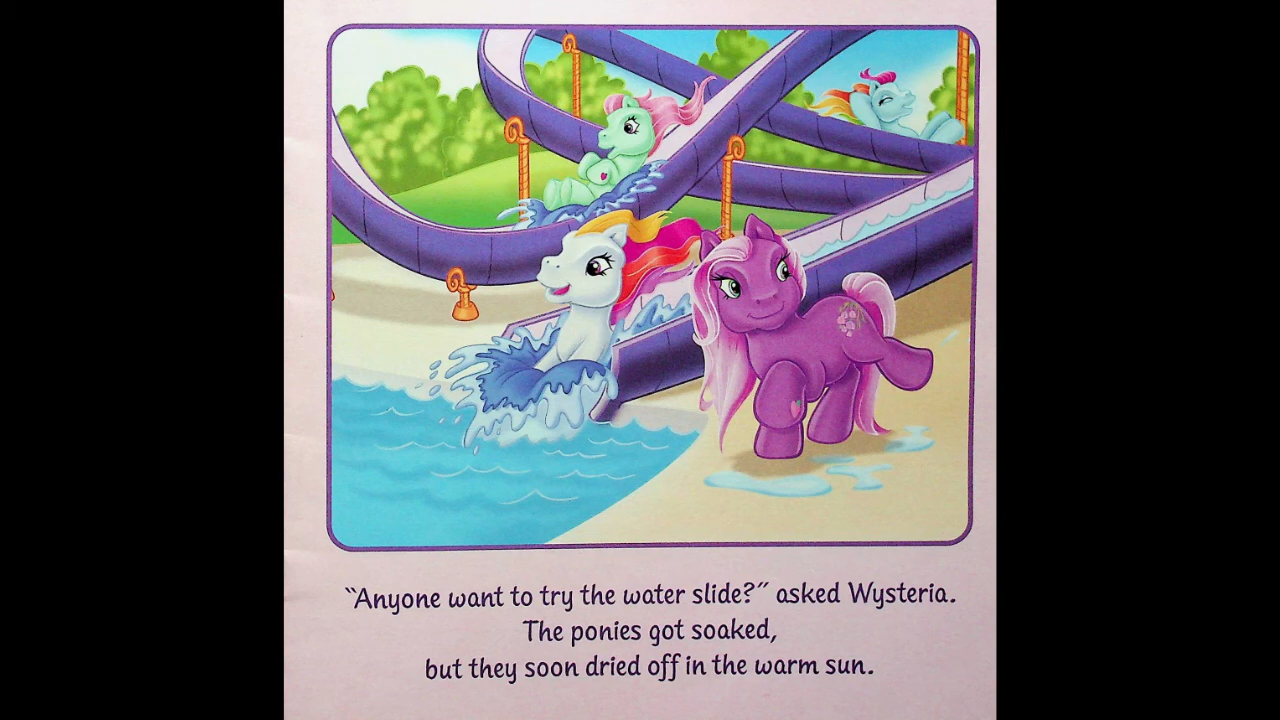 “Anyone want to try the water slide?” asked Wysteria.
The ponies got soaked,
but they soon dried off in the warm sun.